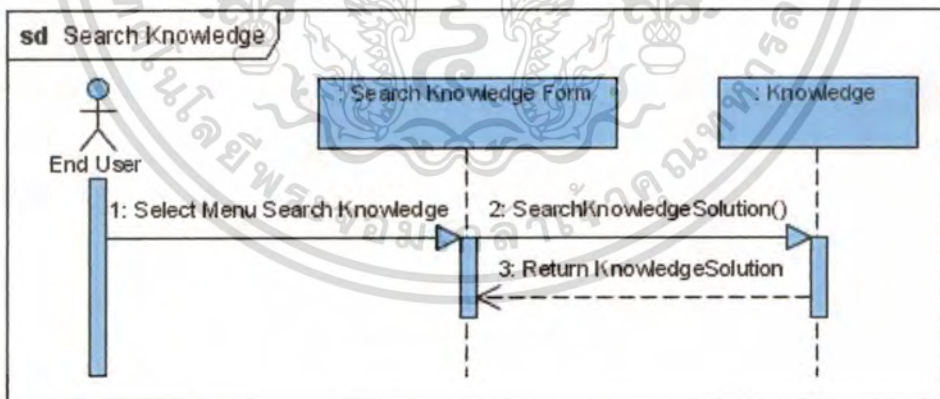 sd Search Knowledge
: Search Knowledge Form
: Knowledge
End User
1: Select Menu Search Knowledge
2: SearchKnowledgeSolution()
3: Return KnowledgeSolution